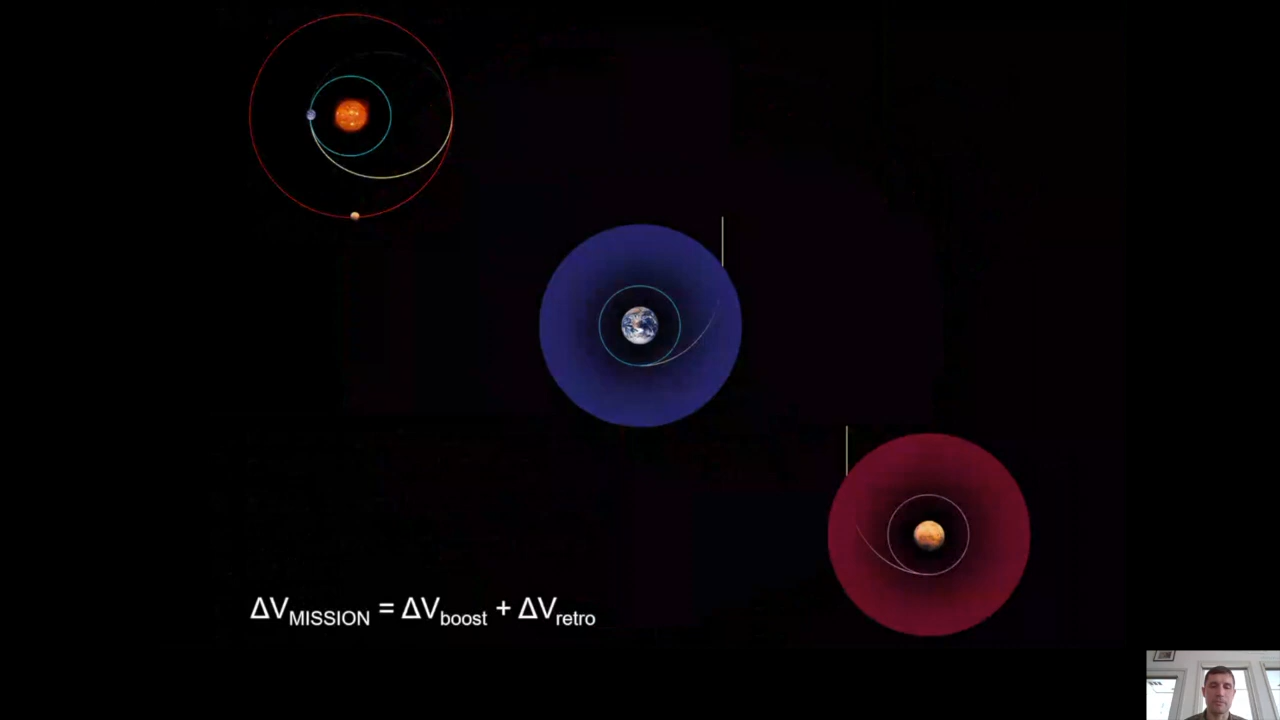 ΔV_MISSION = ΔV_boost + ΔV_retro